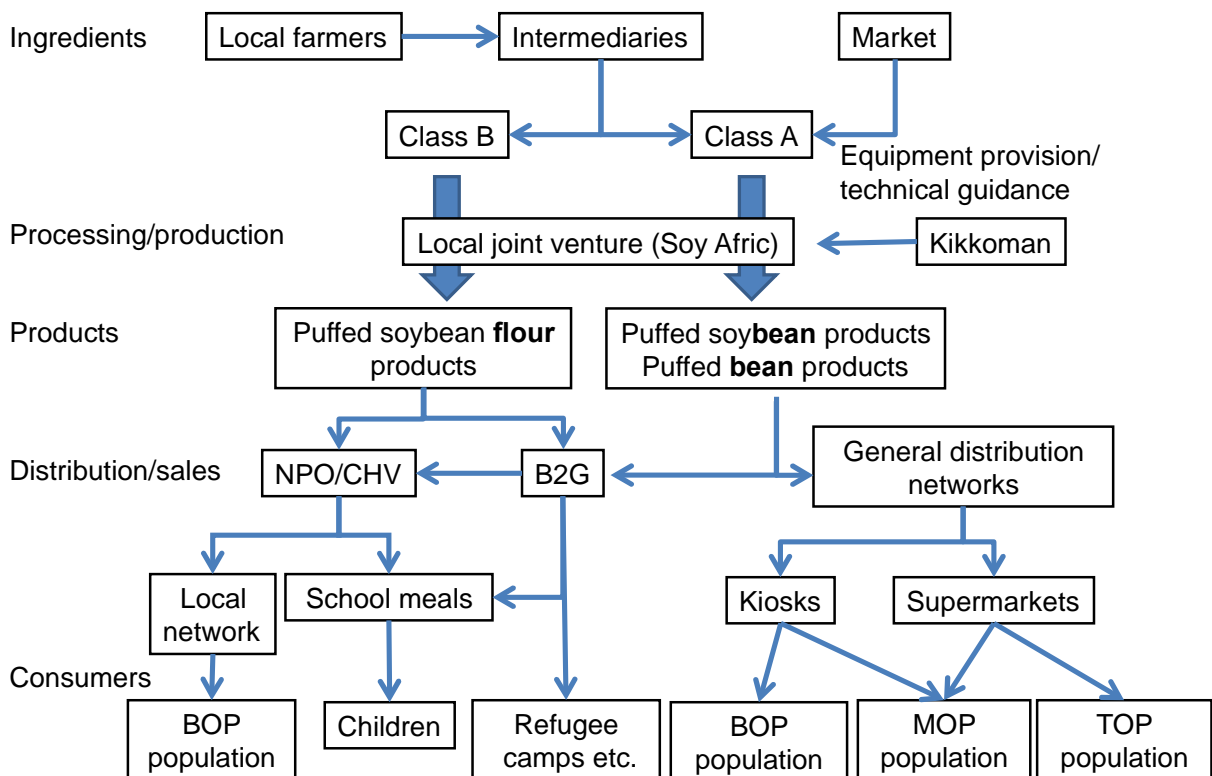 Ingredients
Local farmers
Intermediaries
Market
Class B
Class A
Equipment provision/
technical guidance
Processing/production
Local joint venture (Soy Afric)
Kikkoman
Products
Puffed soybean flour
products
Puffed soybean products
Puffed bean products
Distribution/sales
NPO/CHV
B2G
General distribution
networks
Local
network
School meals
Kiosks
Supermarkets
Consumers
BOP
population
Children
Refugee
camps etc.
BOP
population
MOP
population
TOP
population